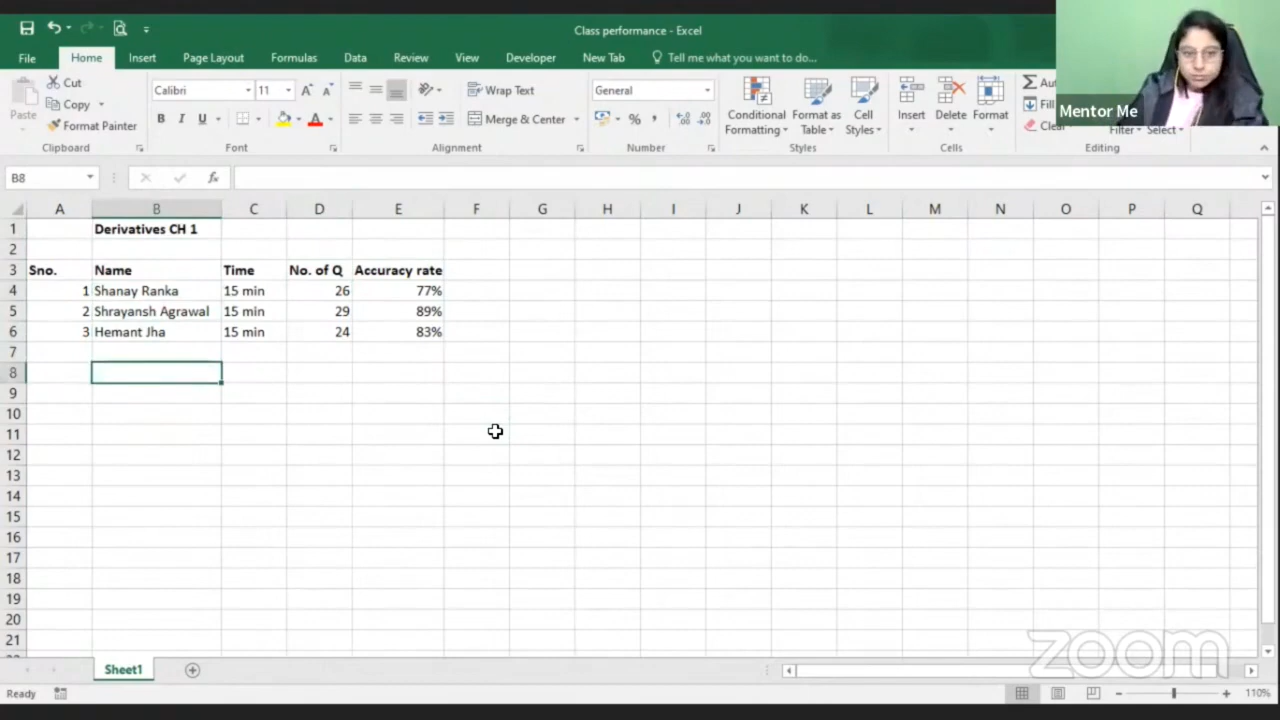 Class performance - Excel
File Home Insert Page Layout Formulas Data Review View Developer New Tab Tell me what you want to do...
Paste
Cut
Copy
Format Painter
Clipboard
Calibri 11
B I U
Font
Wrap Text
Merge & Center
Alignment
General
Number
Conditional Formatting
Format as Table
Cell Styles
Styles
Insert Delete Format
Cells
Fill
Clear
Filter Select
Editing
Mentor Me
B8
fx
A B C D E F G H I J K L M N O P Q
1 Derivatives CH 1
2
3 Sno. Name Time No. of Q Accuracy rate
4 1 Shanay Ranka 15 min 26 77%
5 2 Shrayansh Agrawal 15 min 29 89%
6 3 Hemant Jha 15 min 24 83%
7
8
9
10
11
12
13
14
15
16
17
18
19
20
21
zoom
Sheet1
Ready
110%